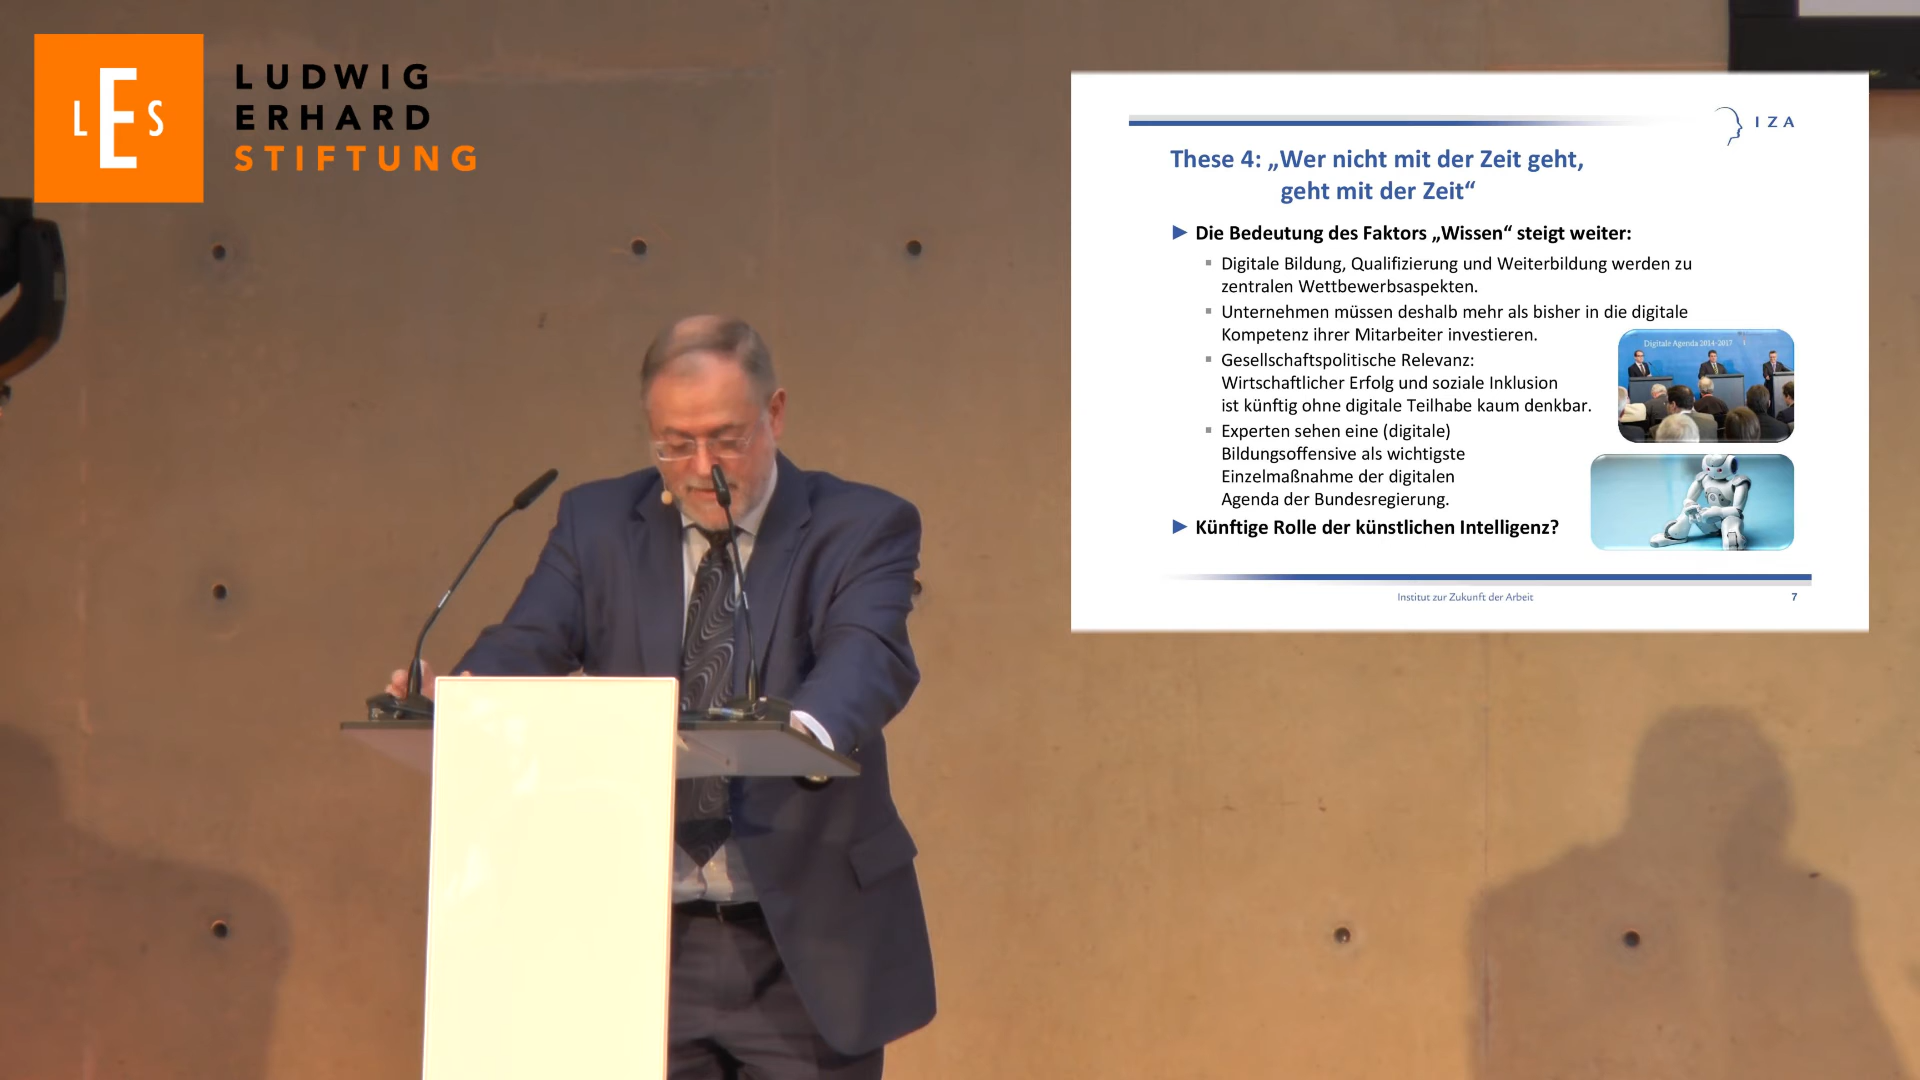 LES
LUDWIG
ERHARD
STIFTUNG
IZA
These 4: „Wer nicht mit der Zeit geht,
geht mit der Zeit“
► Die Bedeutung des Faktors „Wissen“ steigt weiter:
▪ Digitale Bildung, Qualifizierung und Weiterbildung werden zu
zentralen Wettbewerbsaspekten.
▪ Unternehmen müssen deshalb mehr als bisher in die digitale
Kompetenz ihrer Mitarbeiter investieren.
▪ Gesellschaftspolitische Relevanz:
Wirtschaftlicher Erfolg und soziale Inklusion
ist künftig ohne digitale Teilhabe kaum denkbar.
▪ Experten sehen eine (digitale)
Bildungsoffensive als wichtigste
Einzelmaßnahme der digitalen
Agenda der Bundesregierung.
Digitale Agenda 2014-2017
► Künftige Rolle der künstlichen Intelligenz?
Institut zur Zukunft der Arbeit
7